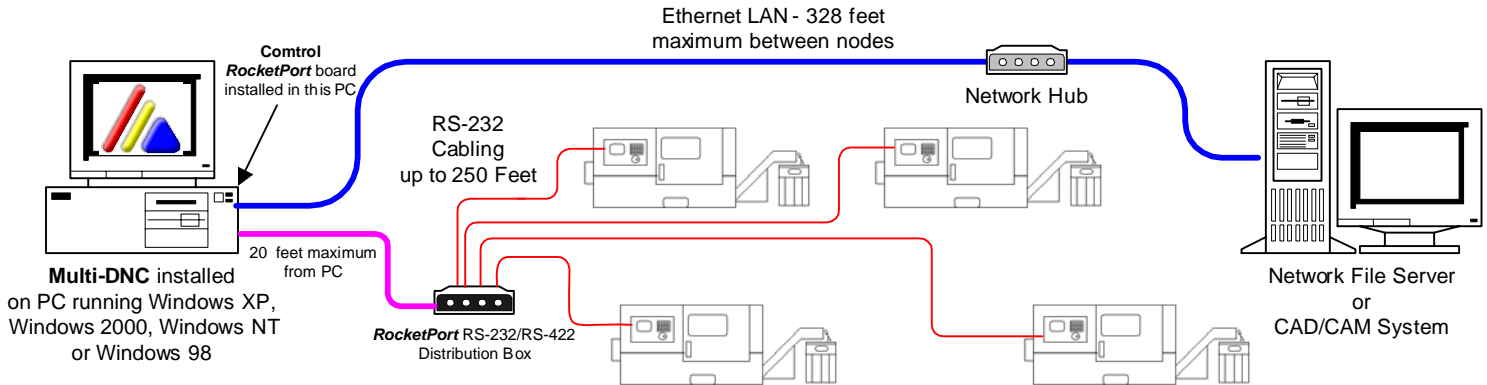 Ethernet LAN - 328 feet
maximum between nodes
Comtrol
RocketPort board
installed in this PC
Network Hub
RS-232
Cabling
up to 250 Feet
20 feet maximum
from PC
Multi-DNC installed
on PC running Windows XP,
Windows 2000, Windows NT
or Windows 98
RocketPort RS-232/RS-422
Distribution Box
Network File Server
or
CAD/CAM System